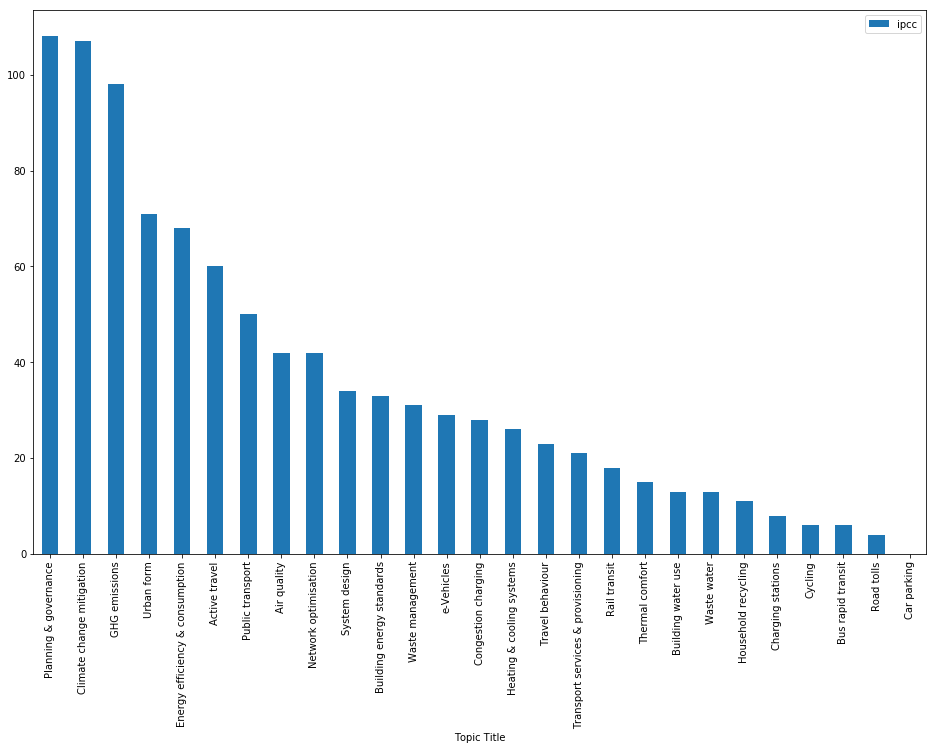 ipcc
100
80
60
40
20
0
Planning & governance
Climate change mitigation
GHG emissions
Urban form
Energy efficiency & consumption
Active travel
Public transport
Air quality
Network optimisation
System design
Building energy standards
Waste management
e-Vehicles
Congestion charging
Heating & cooling systems
Travel behaviour
Transport services & provisioning
Rail transit
Thermal comfort
Building water use
Waste water
Household recycling
Charging stations
Cycling
Bus rapid transit
Road tolls
Car parking
Topic Title